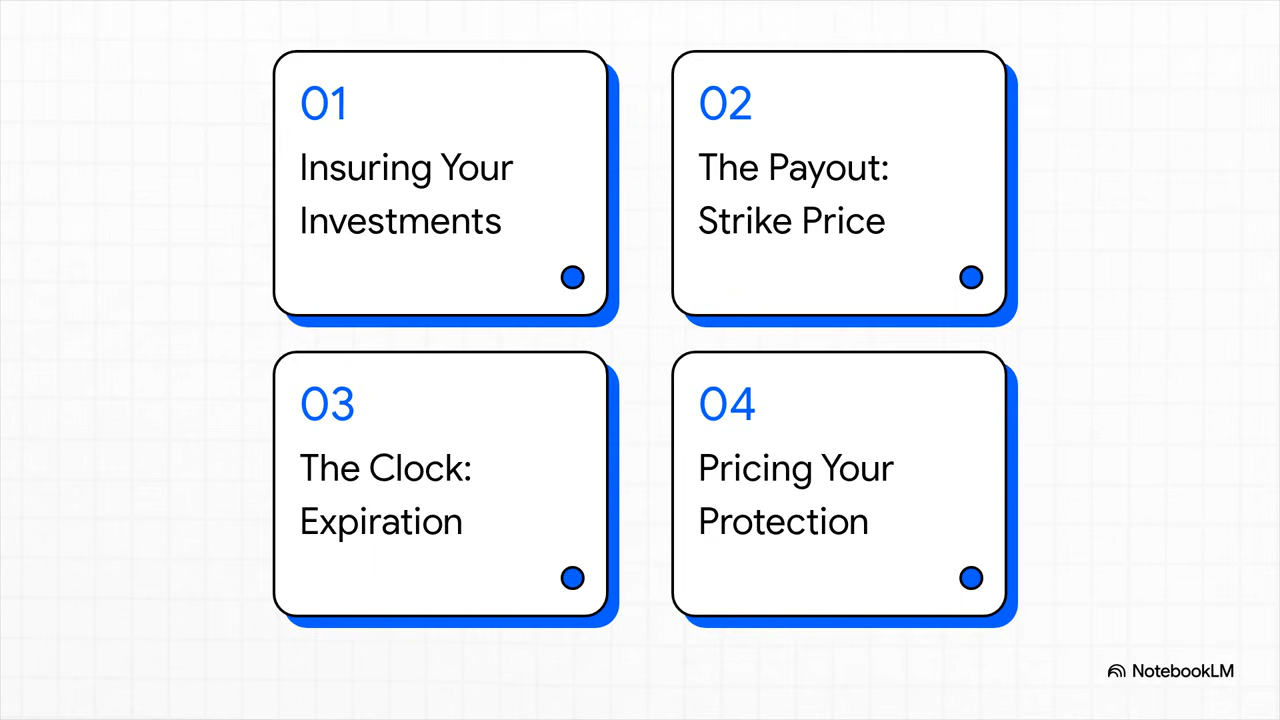 01
Insuring Your
Investments
02
The Payout:
Strike Price
03
The Clock:
Expiration
04
Pricing Your
Protection
NotebookLM